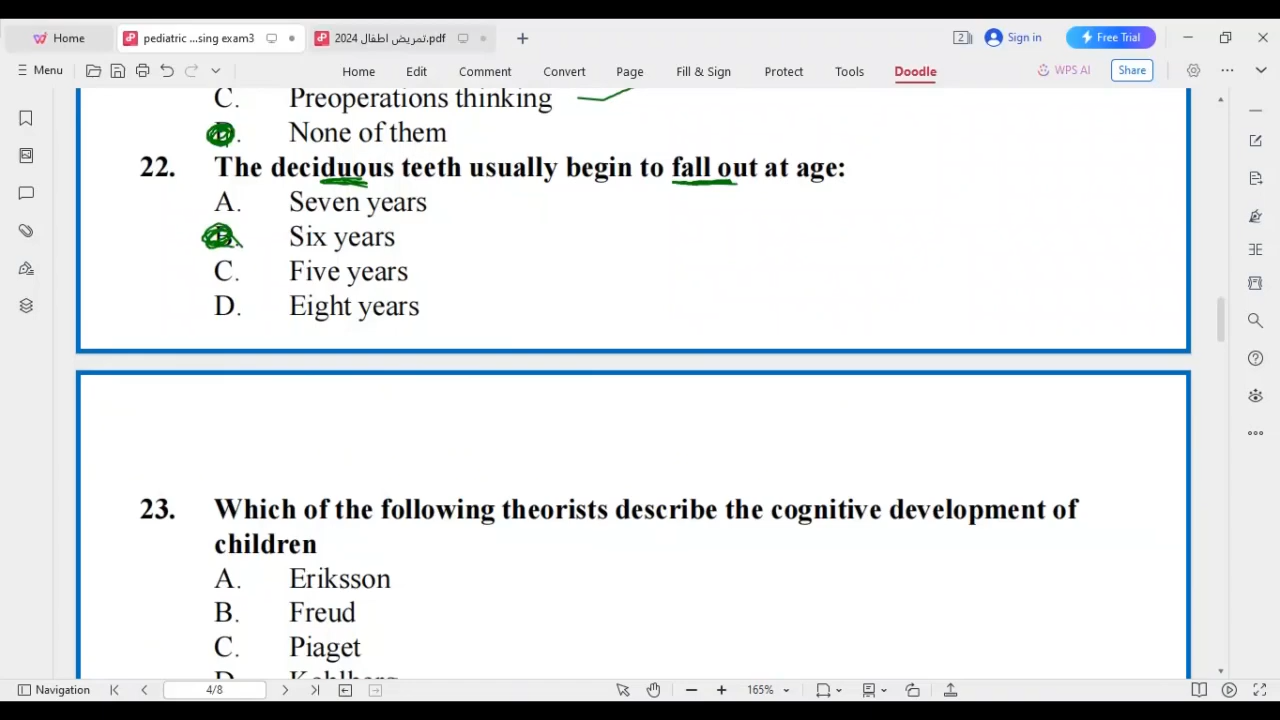 Home
pediatric ...sing exam3
تمريض اطفال 2024.pdf
Sign in
Free Trial
Menu
Home
Edit
Comment
Convert
Page
Fill & Sign
Protect
Tools
Doodle
WPS AI
Share
C. Preoperations thinking
D. None of them
22. The deciduous teeth usually begin to fall out at age:
A. Seven years
B. Six years
C. Five years
D. Eight years
23. Which of the following theorists describe the cognitive development of
children
A. Eriksson
B. Freud
C. Piaget
D. Kohlberg
Navigation
4/8
165%